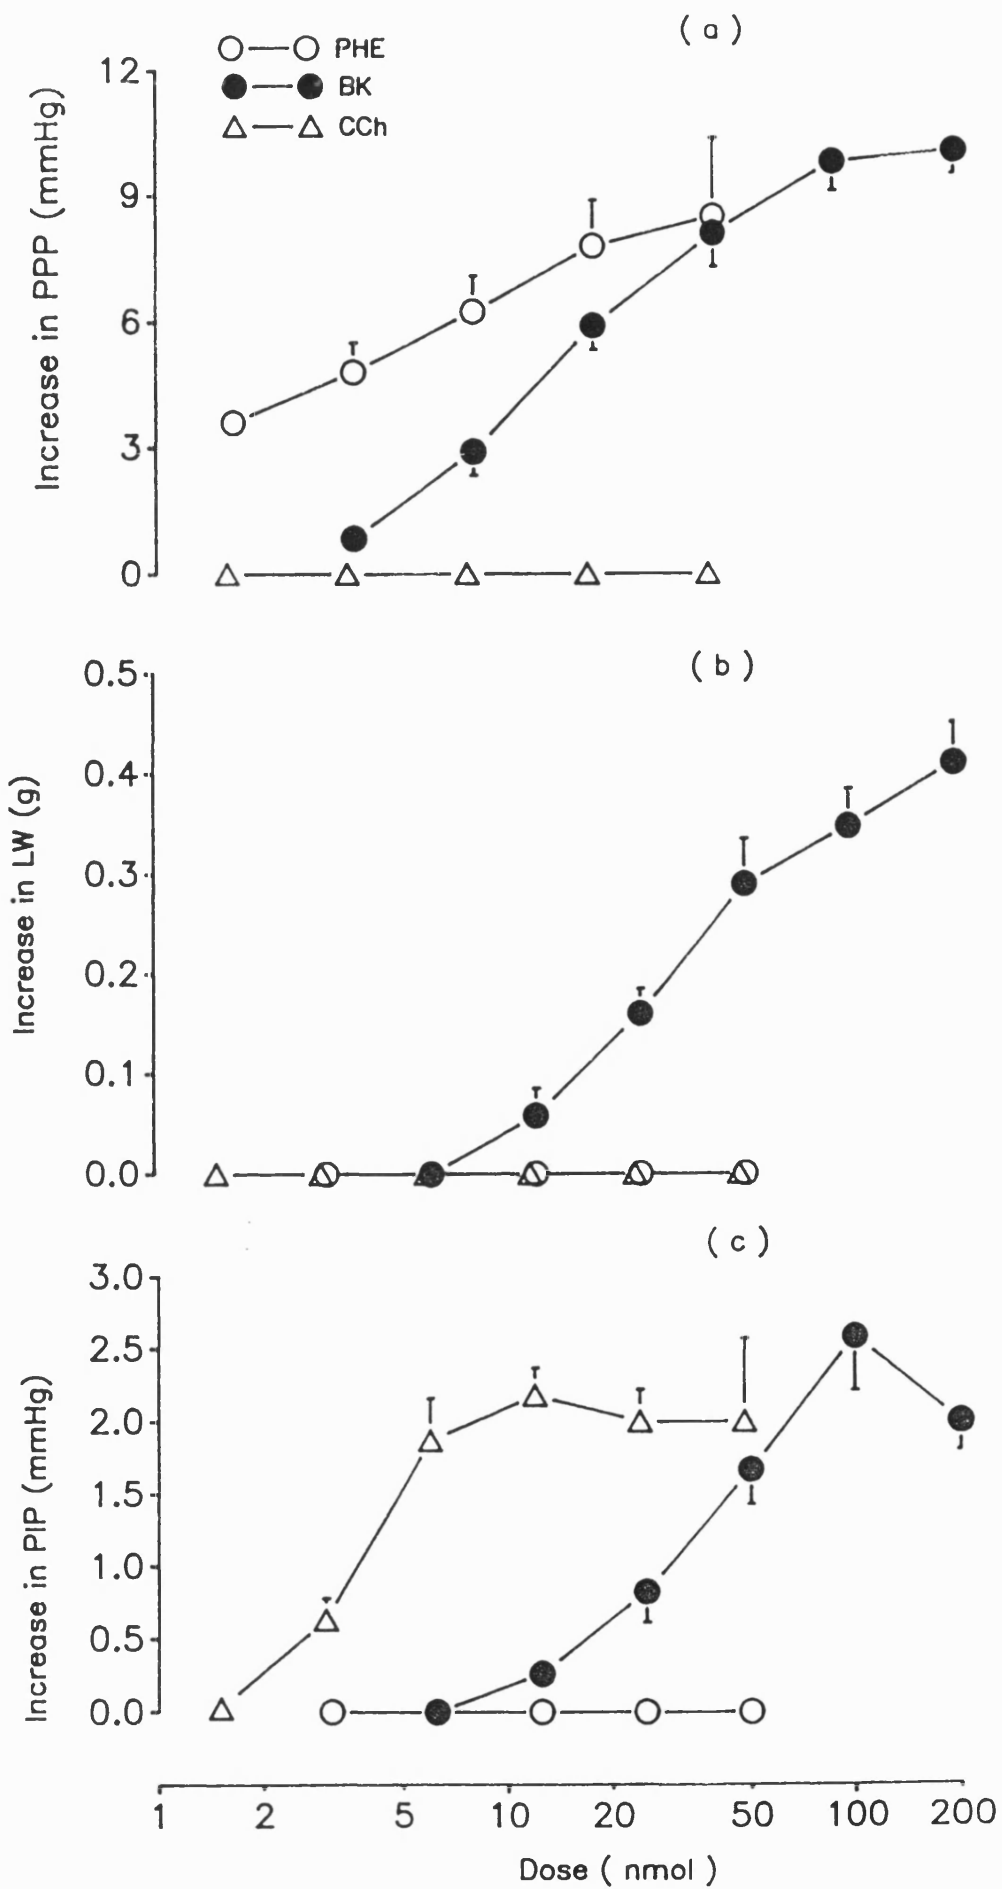 ( a )
PHE
BK
CCh
12
9
6
3
0
Increase in PPP (mmHg)
( b )
0.5
0.4
0.3
0.2
0.1
0.0
Increase in LW (g)
( c )
3.0
2.5
2.0
1.5
1.0
0.5
0.0
Increase in PIP (mmHg)
1 2 5 10 20 50 100 200
Dose ( nmol )